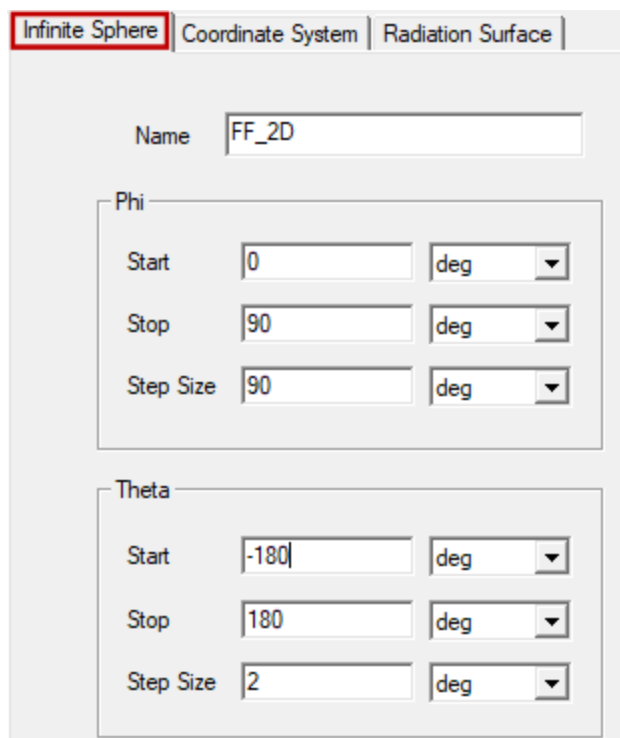 Infinite Sphere Coordinate System Radiation Surface
Name FF_2D
Phi
Start 0 deg
Stop 90 deg
Step Size 90 deg
Theta
Start -180 deg
Stop 180 deg
Step Size 2 deg